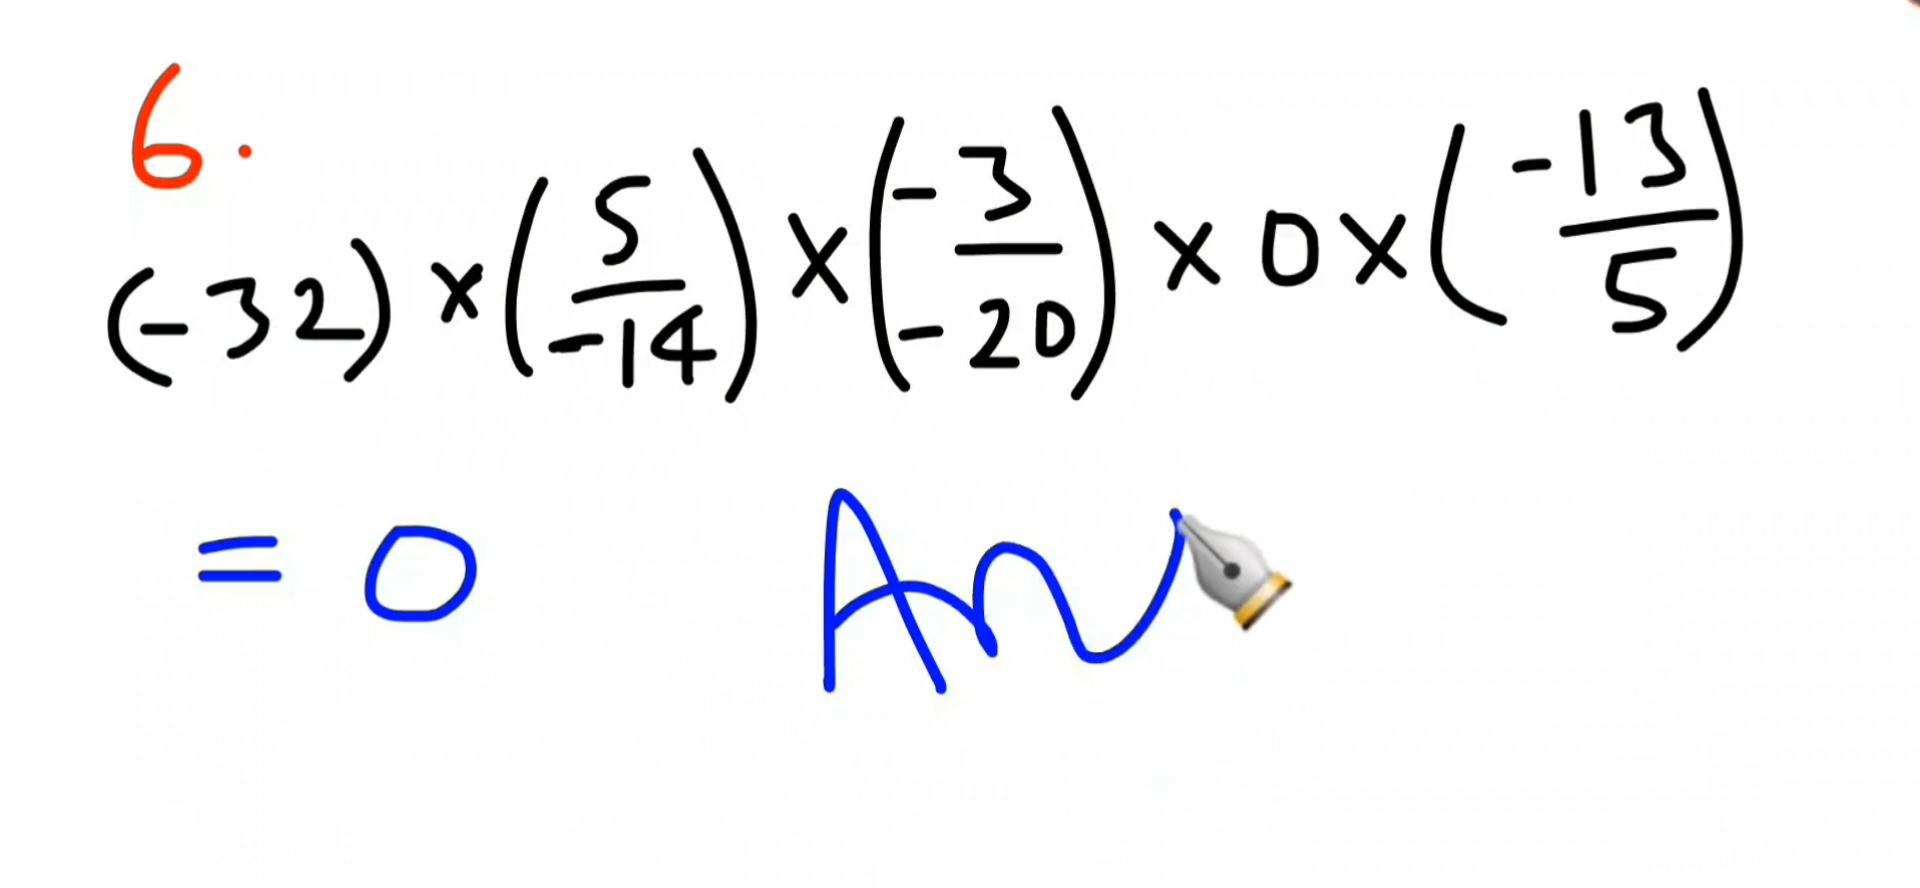 6.
(-32) × (5/-14) × (-3/-20) × 0 × (-13/5)
= 0 An